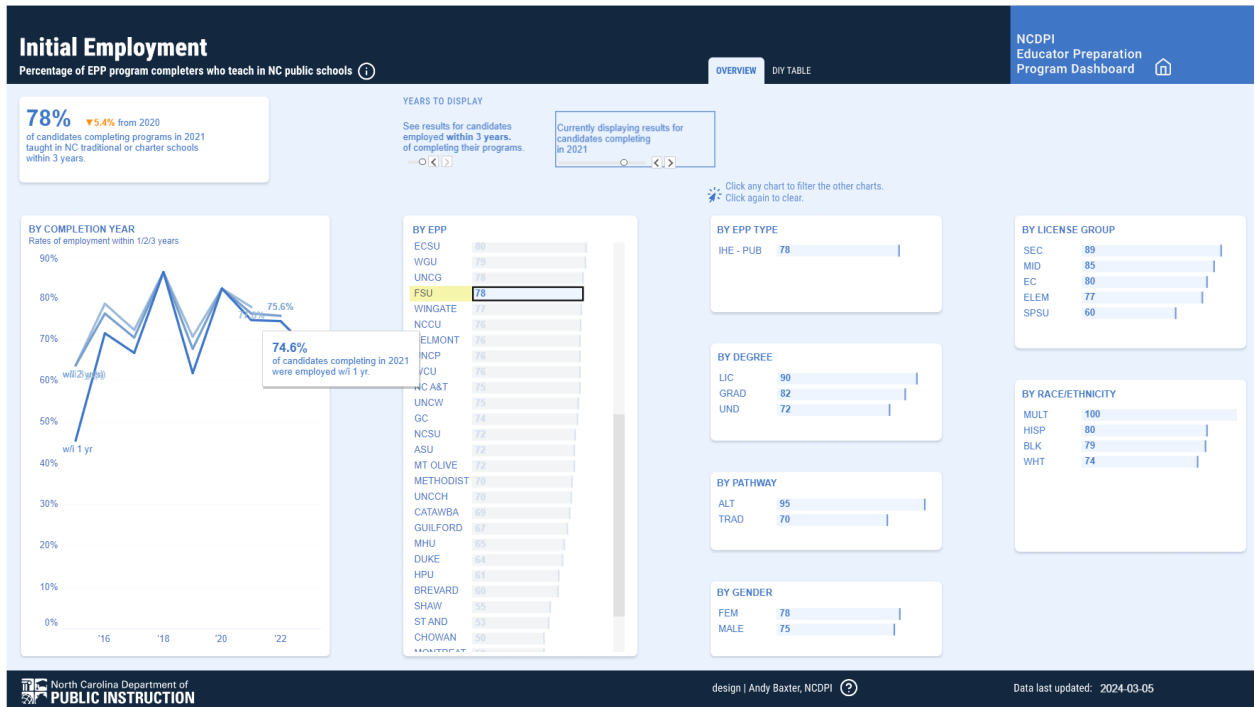 Initial Employment
Percentage of EPP program completers who teach in NC public schools
OVERVIEW
DIY TABLE
NCDPI
Educator Preparation
Program Dashboard
78% ▼5.4% from 2020
of candidates completing programs in 2021
taught in NC traditional or charter schools
within 3 years.
YEARS TO DISPLAY
See results for candidates
employed within 3 years.
of completing their programs.
Currently displaying results for
candidates completing
in 2021
Click any chart to filter the other charts.
Click again to clear.
BY COMPLETION YEAR
Rates of employment within 1/2/3 years
90%
80%
70%
60%
50%
40%
30%
20%
10%
0%
75.6%
w/i 1 yr
'16
'18
'20
'22
74.6%
of candidates completing in 2021
were employed w/i 1 yr.
BY EPP
ECSU 80
WGU 79
UNCG 78
FSU 78
WINGATE 77
NCCU 76
ELMONT 76
NCP 76
CU 76
NC A&T 75
UNCW 75
GC 74
NCSU 72
ASU 72
MT OLIVE 72
METHODIST 70
UNCCH 70
CATAWBA 69
GUILFORD 67
MHU 65
DUKE 64
HPU 61
BREVARD 60
SHAW 55
ST AND 53
CHOWAN 50
BY EPP TYPE
IHE - PUB 78
BY DEGREE
LIC 90
GRAD 82
UND 72
BY PATHWAY
ALT 95
TRAD 70
BY GENDER
FEM 78
MALE 75
BY LICENSE GROUP
SEC 89
MID 85
EC 80
ELEM 77
SPSU 60
BY RACE/ETHNICITY
MULT 100
HISP 80
BLK 79
WHT 74
North Carolina Department of
PUBLIC INSTRUCTION
design | Andy Baxter, NCDPI
Data last updated: 2024-03-05